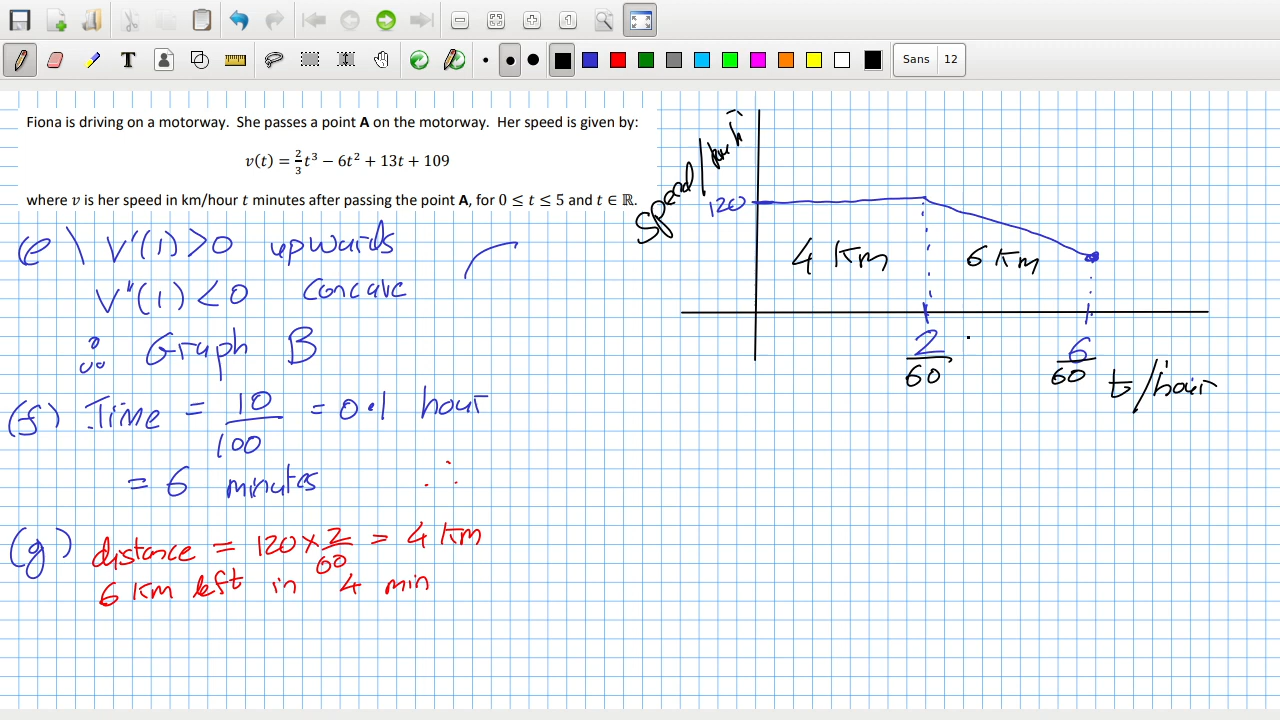 Sans 12
Fiona is driving on a motorway. She passes a point A on the motorway. Her speed is given by:
v(t) = 2/3 t³ − 6t² + 13t + 109
where v is her speed in km/hour t minutes after passing the point A, for 0 ≤ t ≤ 5 and t ∈ ℝ.
e \ V'(1) > 0 upwards
V''(1) < 0 Concave
∴ Graph B
(f) Time = 10/100 = 0.1 hour
= 6 minutes ∴
(g) distance = 120 × 2/60 = 4 Km
6 Km left in 4 min
Speed/
120
4 Km 6 Km
2/60 6/60
t/hour